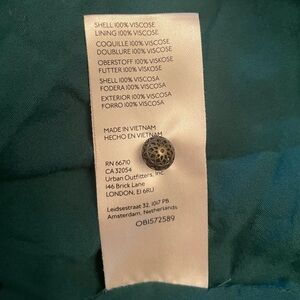 SHELL 100% VISCOSE
LINING 100% VISCOSE
COQUILLE 100% VISCOSE
DOUBLURE 100% VISCOSE
OBERSTOFF 100% VISKOSE
FUTTER 100% VISKOSE
SHELL 100% VISCOSA
FODERA 100% VISCOSA
EXTERIOR 100% VISCOSA
FORRO 100% VISCOSA
MADE IN VIETNAM
HECHO EN VIETNAM
RN 66710
CA 32054
Urban Outfitters, Inc.
146 Brick Lane
LONDON, E1 6RU
Leidsestraat 32, 1017 PB
Amsterdam, Netherlands
OBI572589